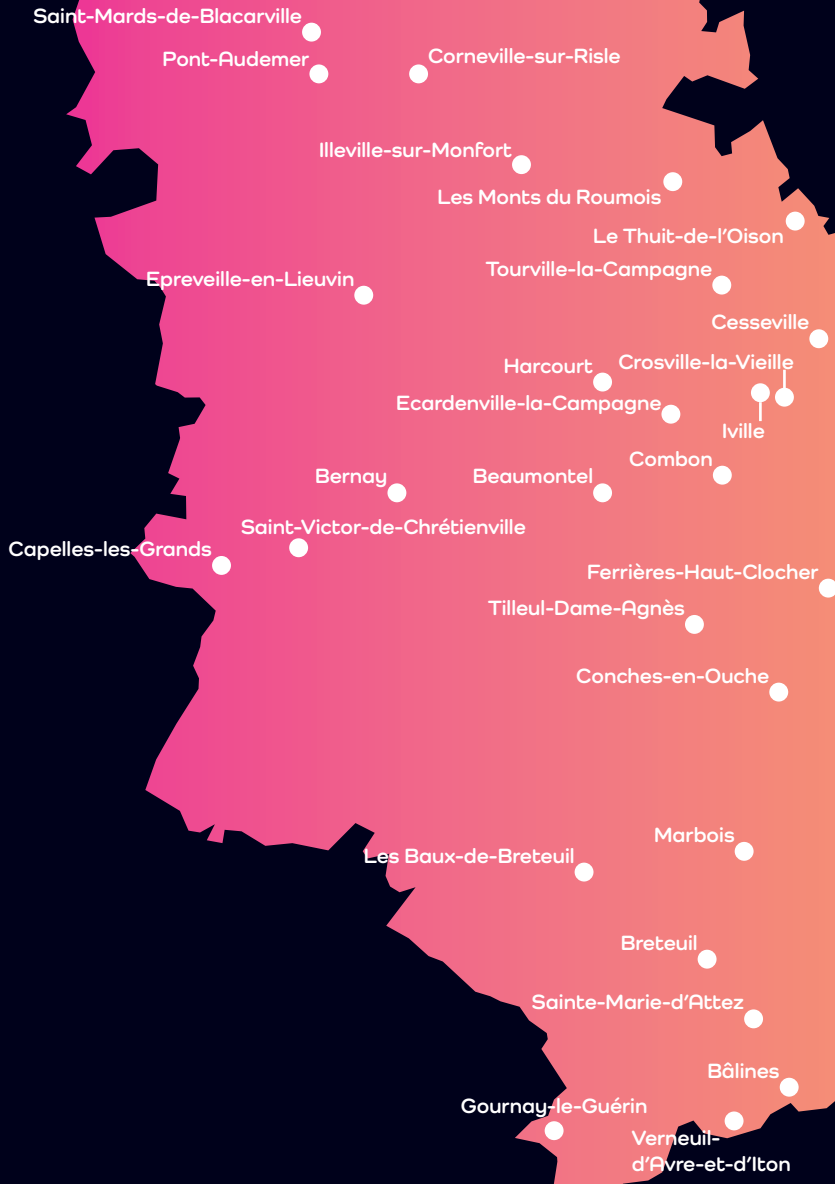 Saint-Mards-de-Blacarville
Pont-Audemer
Corneville-sur-Risle
Illeville-sur-Monfort
Les Monts du Roumois
Le Thuit-de-l'Oison
Tourville-la-Campagne
Epreveille-en-Lieuvin
Cesseville
Crosville-la-Vieille
Harcourt
Ecardenville-la-Campagne
Iville
Combon
Bernay
Beaumontel
Saint-Victor-de-Chrétienville
Capelles-les-Grands
Ferrières-Haut-Clocher
Tilleul-Dame-Agnès
Conches-en-Ouche
Marbois
Les Baux-de-Breteuil
Breteuil
Sainte-Marie-d'Attez
Bâlines
Gournay-le-Guérin
Verneuil-
d'Avre-et-d'Iton